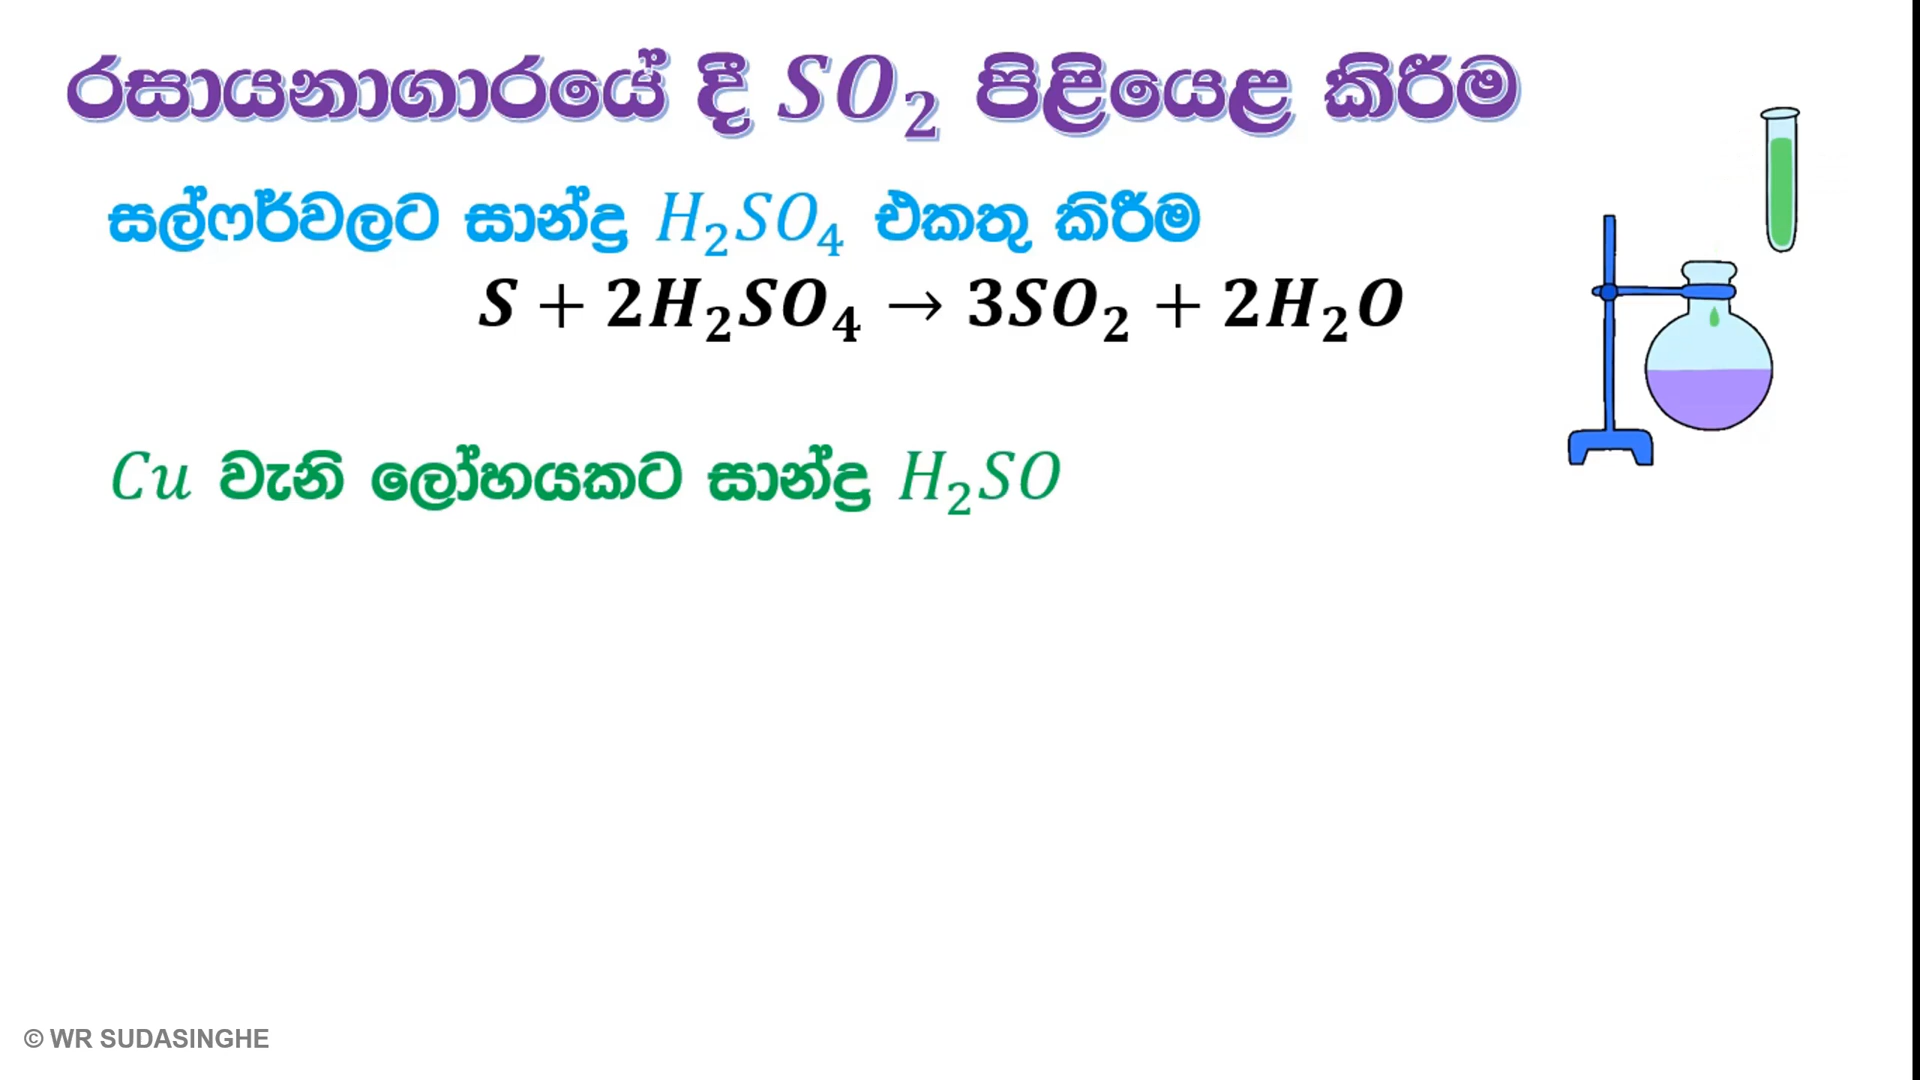 රසායනාගාරයේ දී SO₂ පිළියෙළ කිරීම
සල්ෆර්වලට සාන්ද්‍ර H₂SO₄ එකතු කිරීම
S + 2H₂SO₄ → 3SO₂ + 2H₂O
Cu වැනි ලෝහයකට සාන්ද්‍ර H₂SO
© WR SUDASINGHE